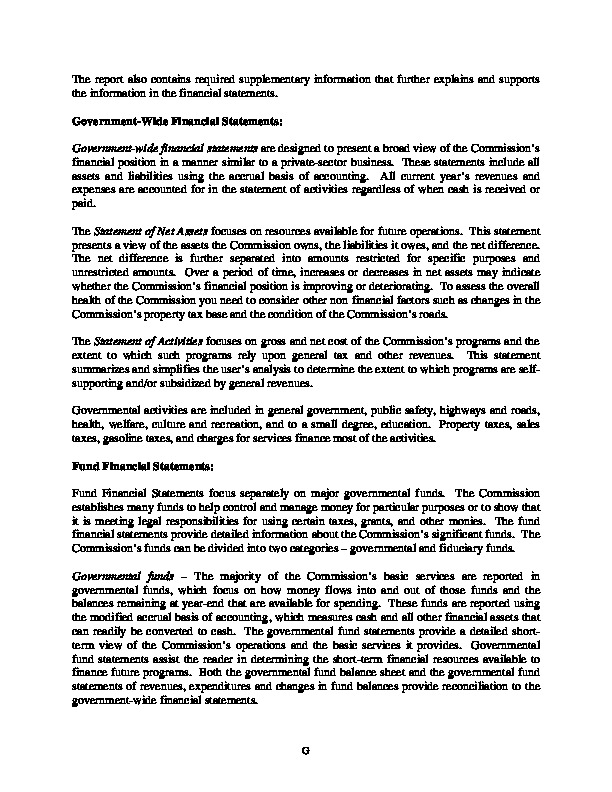 The report also contains required supplementary information that further explains and supports
the information in the financial statements.
Government-Wide Financial Statements:
Government-wide financial statements are designed to present a broad view of the Commission's
financial position in a manner similar to a private-sector business. These statements include all
assets and liabilities using the accrual basis of accounting. All current year's revenues and
expenses are accounted for in the statement of activities regardless of when cash is received or
paid.
The Statement of Net Assets focuses on resources available for future operations. This statement
presents a view of the assets the Commission owns, the liabilities it owes, and the net difference.
The net difference is further separated into amounts restricted for specific purposes and
unrestricted amounts. Over a period of time, increases or decreases in net assets may indicate
whether the Commission's financial position is improving or deteriorating. To assess the overall
health of the Commission you need to consider other non financial factors such as changes in the
Commission's property tax base and the condition of the Commission's roads.
The Statement of Activities focuses on gross and net cost of the Commission's programs and the
extent to which such programs rely upon general tax and other revenues. This statement
summarizes and simplifies the user's analysis to determine the extent to which programs are self-
supporting and/or subsidized by general revenues.
Governmental activities are included in general government, public safety, highways and roads,
health, welfare, culture and recreation, and to a small degree, education. Property taxes, sales
taxes, gasoline taxes, and charges for services finance most of the activities.
Fund Financial Statements:
Fund Financial Statements focus separately on major governmental funds. The Commission
establishes many funds to help control and manage money for particular purposes or to show that
it is meeting legal responsibilities for using certain taxes, grants, and other monies. The fund
financial statements provide detailed information about the Commission's significant funds. The
Commission's funds can be divided into two categories – governmental and fiduciary funds.
Governmental funds – The majority of the Commission's basic services are reported in
governmental funds, which focus on how money flows into and out of those funds and the
balances remaining at year-end that are available for spending. These funds are reported using
the modified accrual basis of accounting, which measures cash and all other financial assets that
can readily be converted to cash. The governmental fund statements provide a detailed short-
term view of the Commission's operations and the basic services it provides. Governmental
fund statements assist the reader in determining the short-term financial resources available to
finance future programs. Both the governmental fund balance sheet and the governmental fund
statements of revenues, expenditures and changes in fund balances provide reconciliation to the
government-wide financial statements.
G